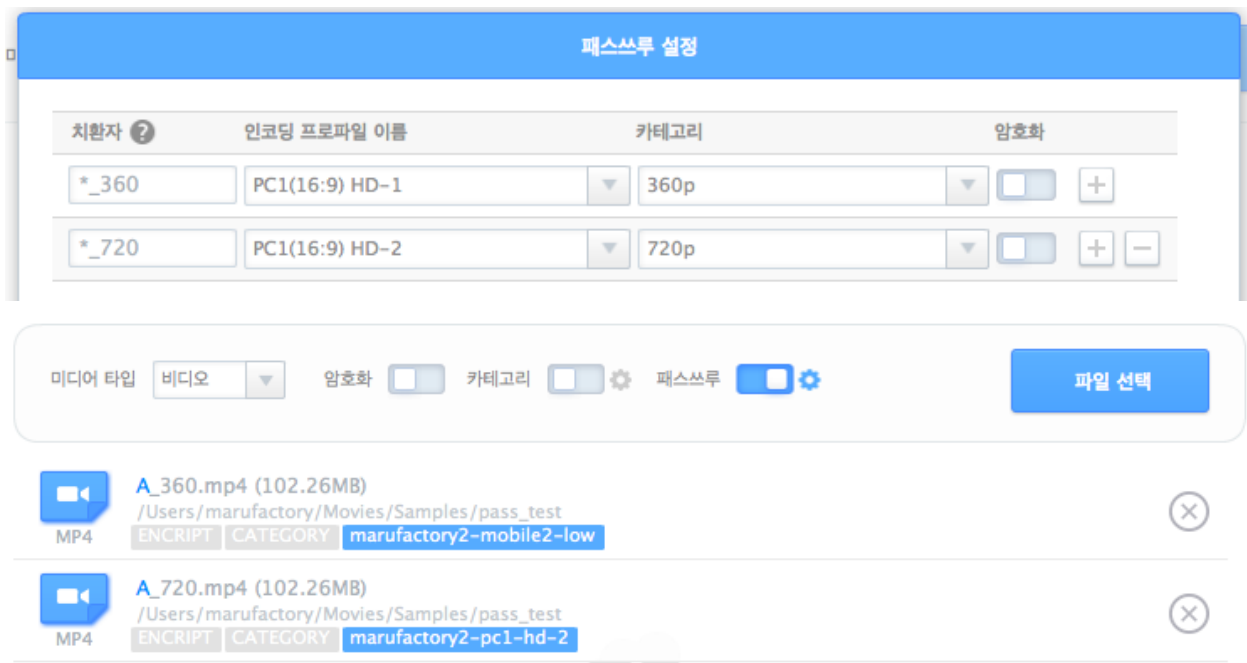 패스쓰루 설정
치환자 ? 인코딩 프로파일 이름 카테고리 암호화
*_360 PC1(16:9) HD-1 360p
*_720 PC1(16:9) HD-2 720p
미디어 타입 비디오 암호화 카테고리 패스쓰루 파일 선택
A_360.mp4 (102.26MB)
/Users/marufactory/Movies/Samples/pass_test
MP4 ENCRIPT CATEGORY marufactory2-mobile2-low
A_720.mp4 (102.26MB)
/Users/marufactory/Movies/Samples/pass_test
MP4 ENCRIPT CATEGORY marufactory2-pc1-hd-2